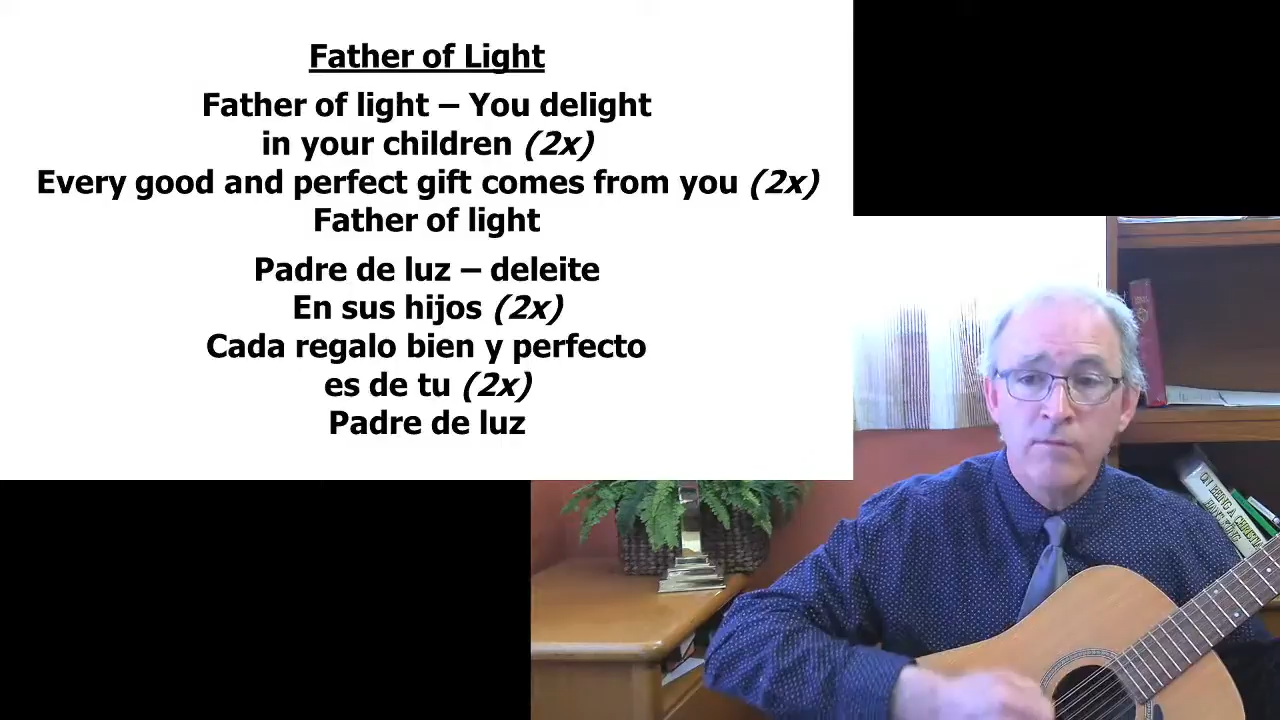 Father of Light
Father of light – You delight
in your children (2x)
Every good and perfect gift comes from you (2x)
Father of light
Padre de luz – deleite
En sus hijos (2x)
Cada regalo bien y perfecto
es de tu (2x)
Padre de luz
ON BEING A